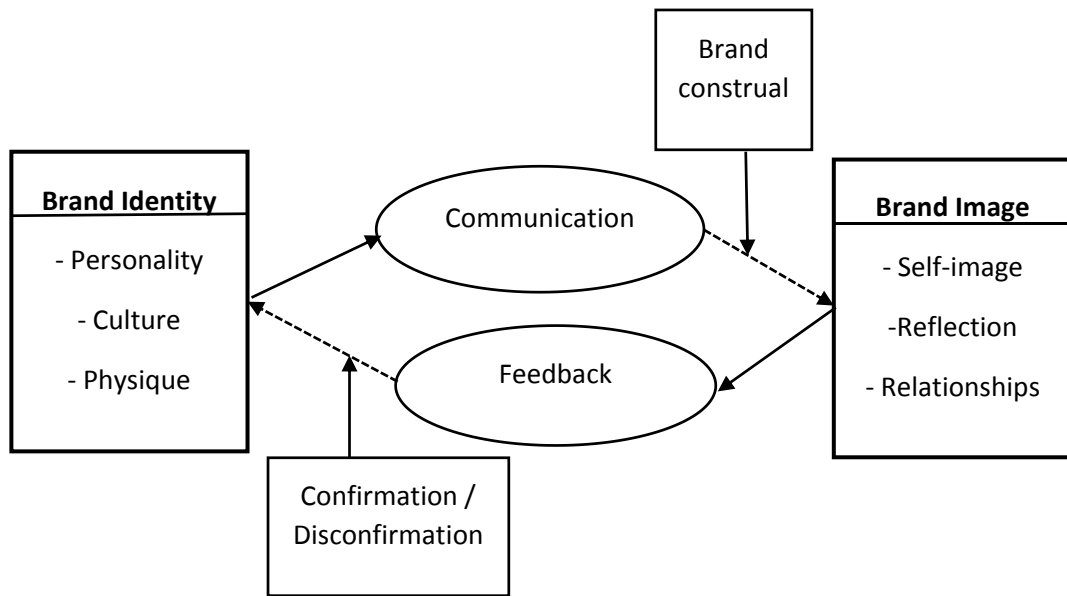 Brand
construal
Brand Identity
- Personality
- Culture
- Physique
Communication
Feedback
Brand Image
- Self-image
-Reflection
- Relationships
Confirmation /
Disconfirmation